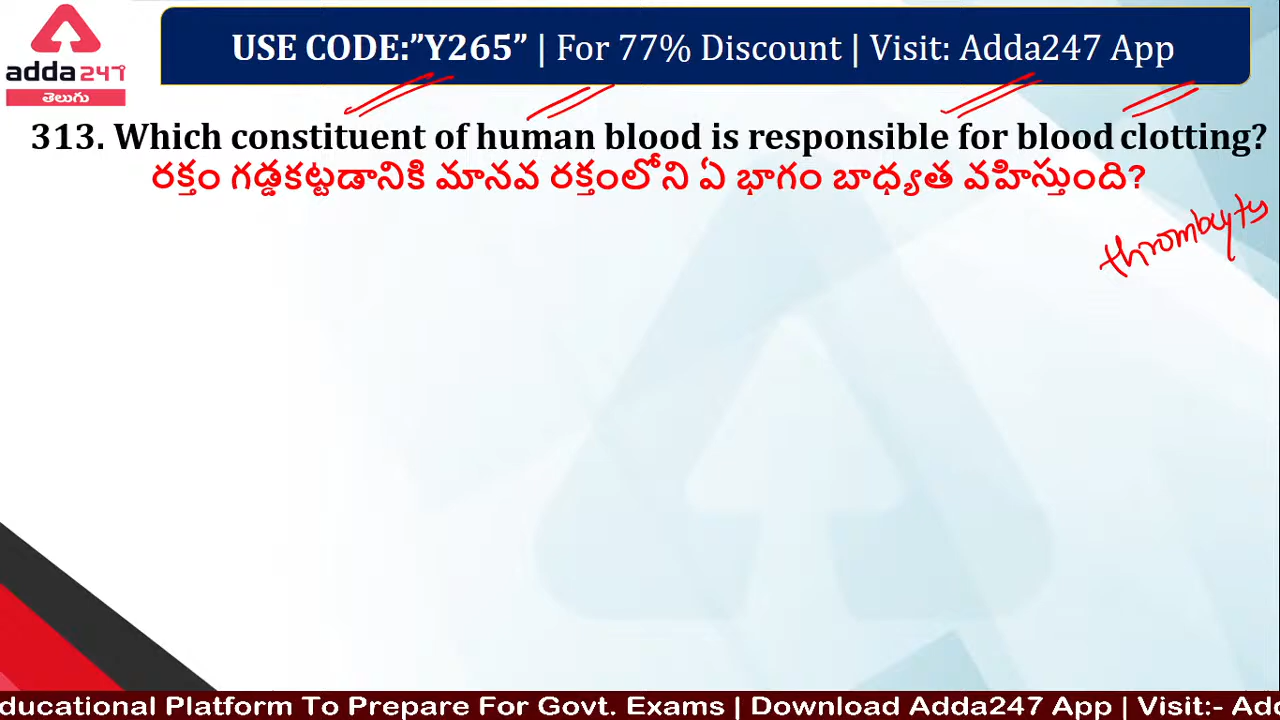 adda247
తెలుగు
USE CODE:”Y265” | For 77% Discount | Visit: Adda247 App
313. Which constituent of human blood is responsible for blood clotting?
రక్తం గడ్డకట్టడానికి మానవ రక్తంలోని ఏ భాగం బాధ్యత వహిస్తుంది?
ducational Platform To Prepare For Govt. Exams | Download Adda247 App | Visit:- Ad